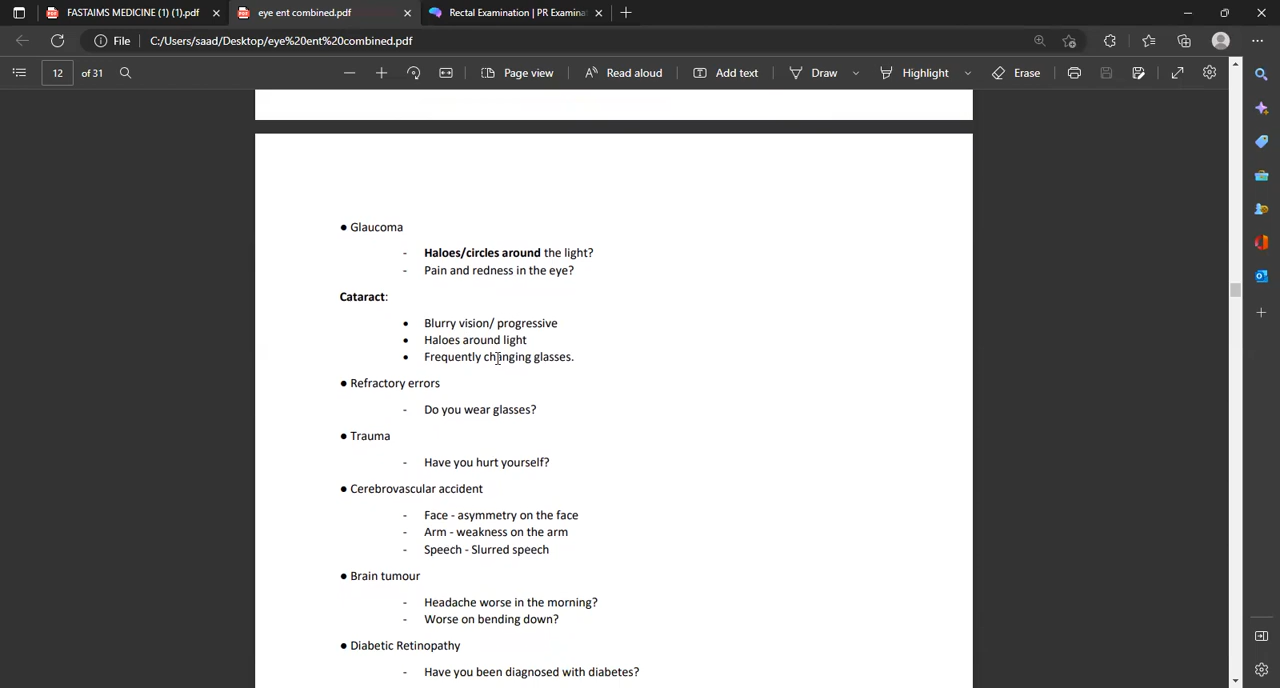 FASTAIMS MEDICINE (1) (1).pdf
eye ent combined.pdf
Rectal Examination | PR Examina
File C:/Users/saad/Desktop/eye%20ent%20combined.pdf
12 of 31 Page view Read aloud Add text Draw Highlight Erase
● Glaucoma
- Haloes/circles around the light?
- Pain and redness in the eye?
Cataract:
• Blurry vision/ progressive
• Haloes around light
• Frequently changing glasses.
● Refractory errors
- Do you wear glasses?
● Trauma
- Have you hurt yourself?
● Cerebrovascular accident
- Face - asymmetry on the face
- Arm - weakness on the arm
- Speech - Slurred speech
● Brain tumour
- Headache worse in the morning?
- Worse on bending down?
● Diabetic Retinopathy
- Have you been diagnosed with diabetes?